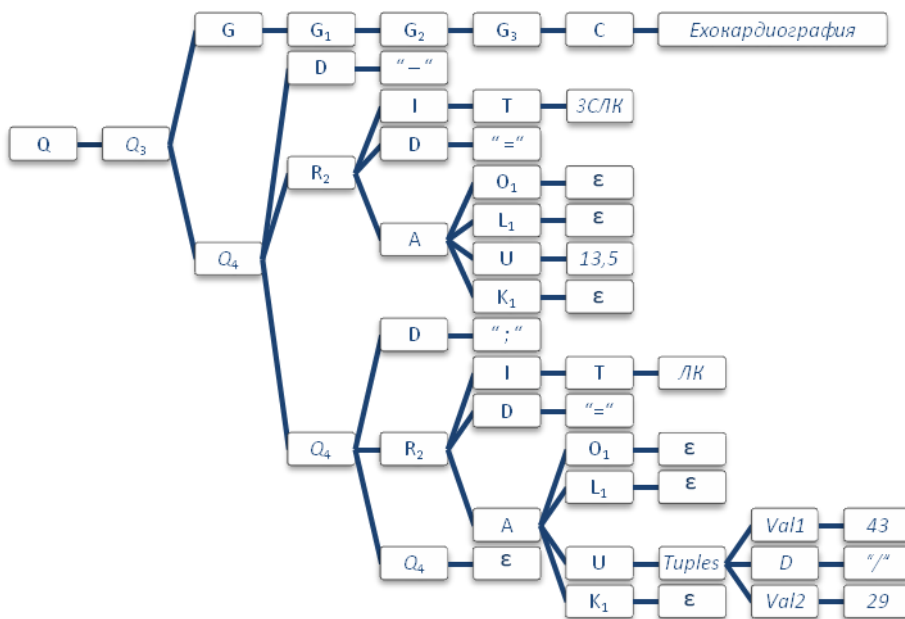 G G₁ G₂ G₃ C Ехокардиография
D "–"
I T ЗСЛК
Q Q₃ D "="
R₂ O₁ ε
L₁ ε
A
Q₄ U 13,5
K₁ ε
D ";"
I T ЛК
D "="
Q₄ R₂ O₁ ε
L₁ ε
A Val1 43
Q₄ ε U Tuples D "/"
K₁ ε Val2 29